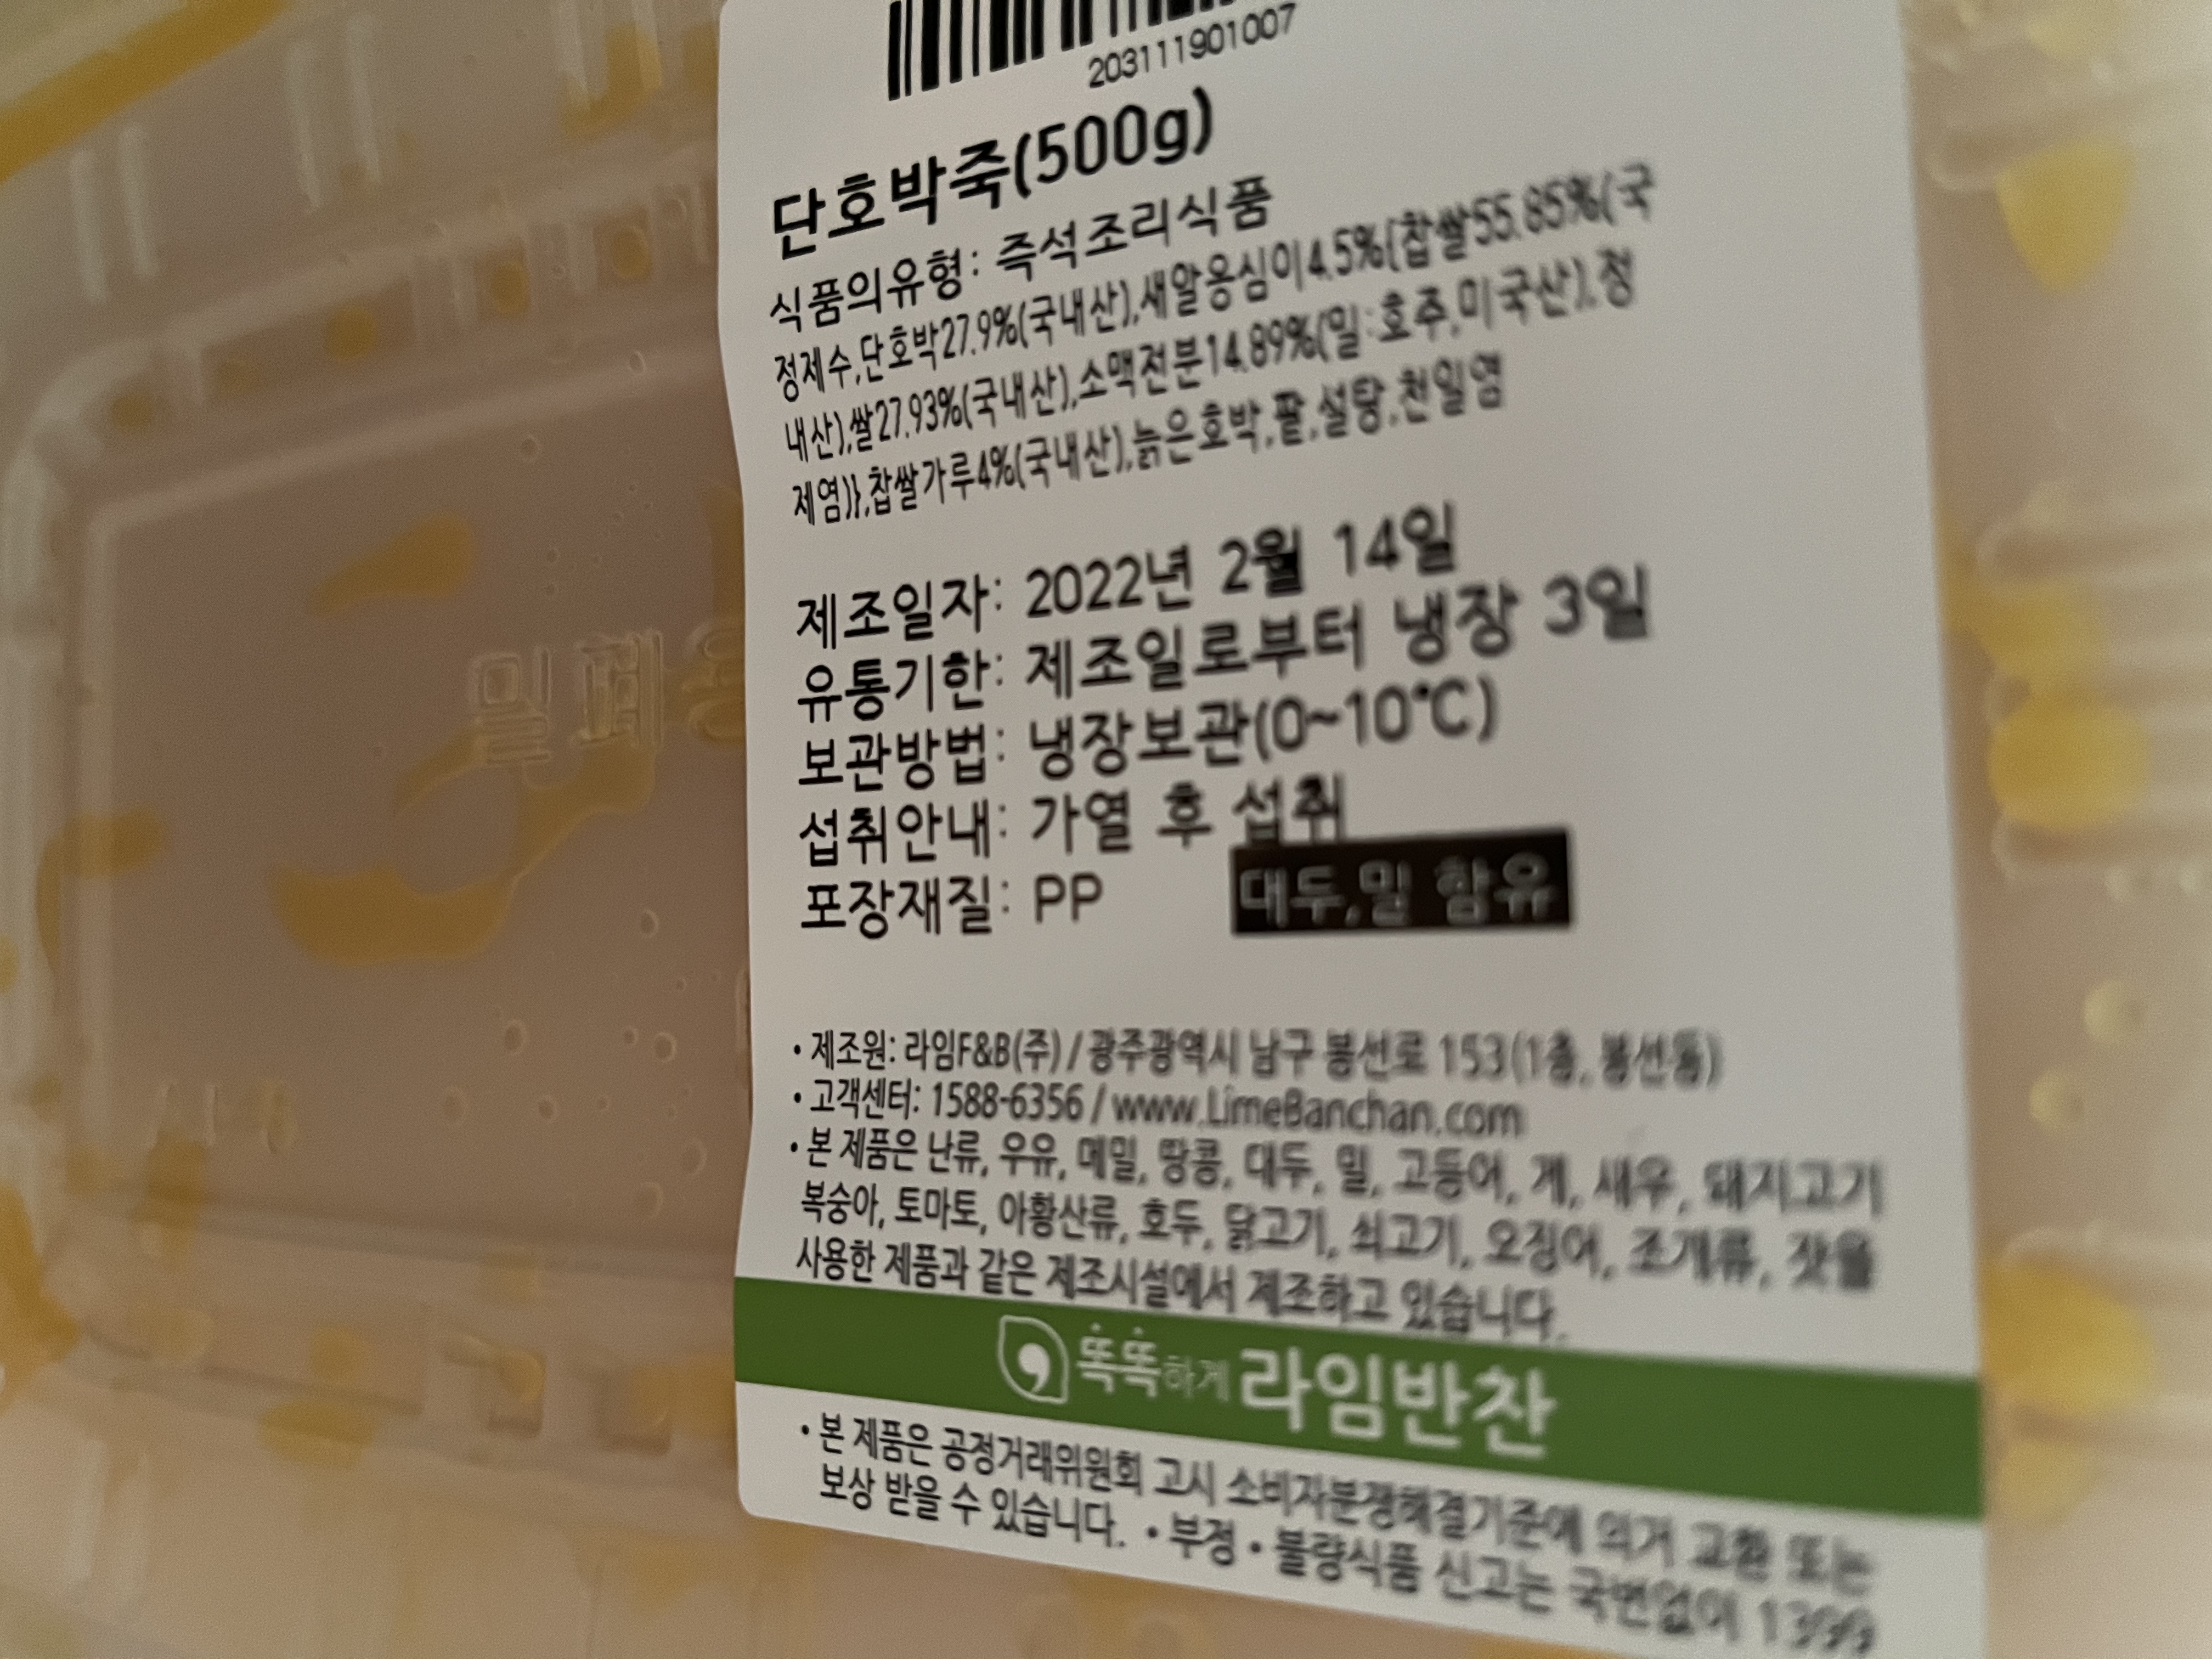 203111901007
단호박죽(500g)
식품의유형: 즉석조리식품
정제수,단호박27.9%(국내산),새알옹심이4.5%{찹쌀55.85%(국
내산),쌀27.93%(국내산),소맥전분14.89%(밀:호주,미국산),정
제염)},찹쌀가루4%(국내산),늙은호박,팥,설탕,천일염
제조일자: 2022년 2월 14일
유통기한: 제조일로부터 냉장 3일
보관방법: 냉장보관(0~10℃)
섭취안내: 가열 후 섭취
포장재질: PP
대두,밀 함유
밀폐용
• 제조원: 라임F&B(주) / 광주광역시 남구 봉선로 153(1층, 봉선동)
• 고객센터: 1588-6356 / www.LimeBanchan.com
• 본 제품은 난류, 우유, 메밀, 땅콩, 대두, 밀, 고등어, 게, 새우, 돼지고기
복숭아, 토마토, 아황산류, 호두, 닭고기, 쇠고기, 오징어, 조개류, 잣을
사용한 제품과 같은 제조시설에서 제조하고 있습니다.
똑똑하게 라임반찬
• 본 제품은 공정거래위원회 고시 소비자분쟁해결기준에 의거 교환 또는
보상 받을 수 있습니다. • 부정 • 불량식품 신고는 국번없이 1399